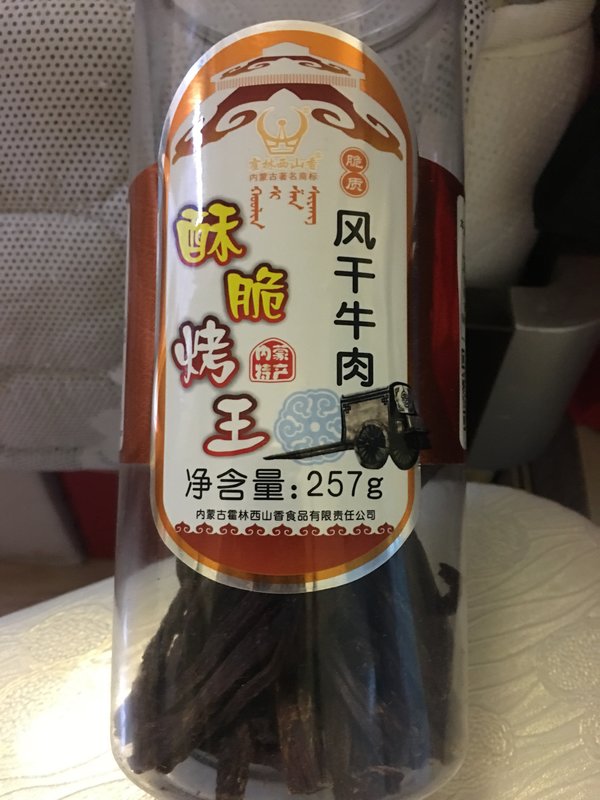 霍林西山香
内蒙古著名商标
脆质
酥脆烤王
风干牛肉
内蒙特产
净含量:257g
内蒙古霍林西山香食品有限责任公司